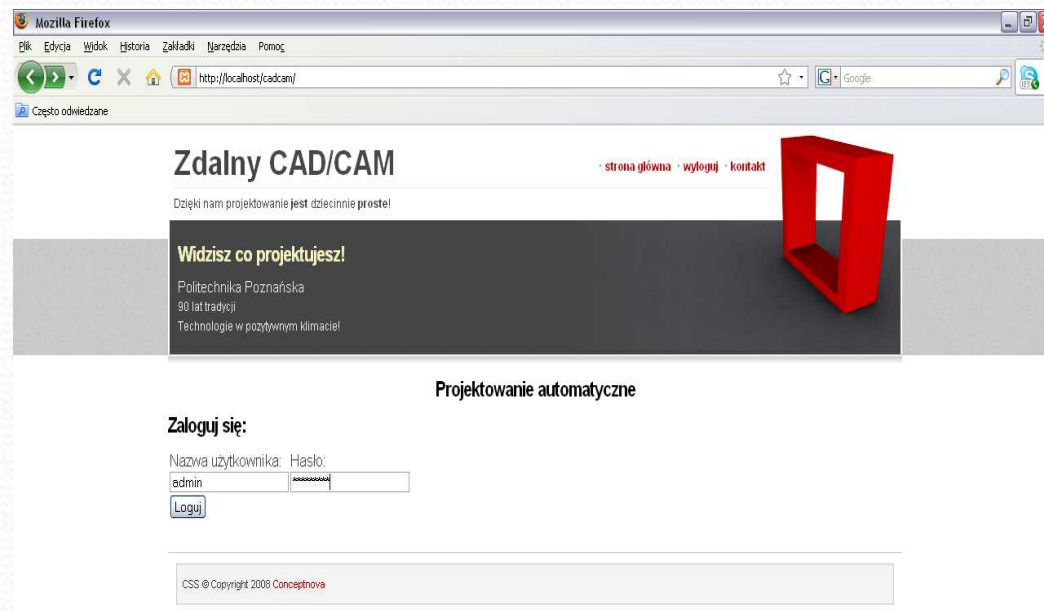 Mozilla Firefox
Plik Edycja Widok Historia Zakładki Narzędzia Pomoc
http://localhost/cadcam/
G Google
Często odwiedzane
Zdalny CAD/CAM
· strona główna · wyloguj · kontakt
Dzięki nam projektowanie jest dziecinnie proste!
Widzisz co projektujesz!
Politechnika Poznańska
90 lat tradycji
Technologie w pozytywnym klimacie!
Projektowanie automatyczne
Zaloguj się:
Nazwa użytkownika: Hasło:
admin
Loguj
CSS © Copyright 2008 Conceptnova